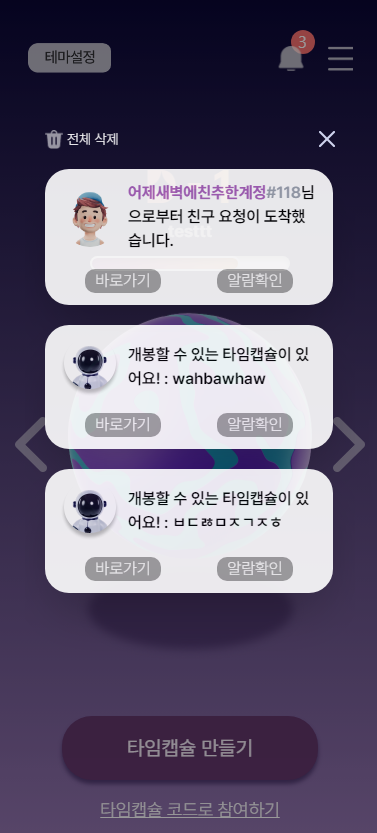 테마설정
3
전체 삭제
어제새벽에친추한계정#118님
으로부터 친구 요청이 도착했
습니다.
testtt
바로가기 알람확인
개봉할 수 있는 타임캡슐이 있
어요! : wahbawhaw
바로가기 알람확인
개봉할 수 있는 타임캡슐이 있
바로가기 알람확인
타임캡슐 만들기
타임캡슐 코드로 참여하기